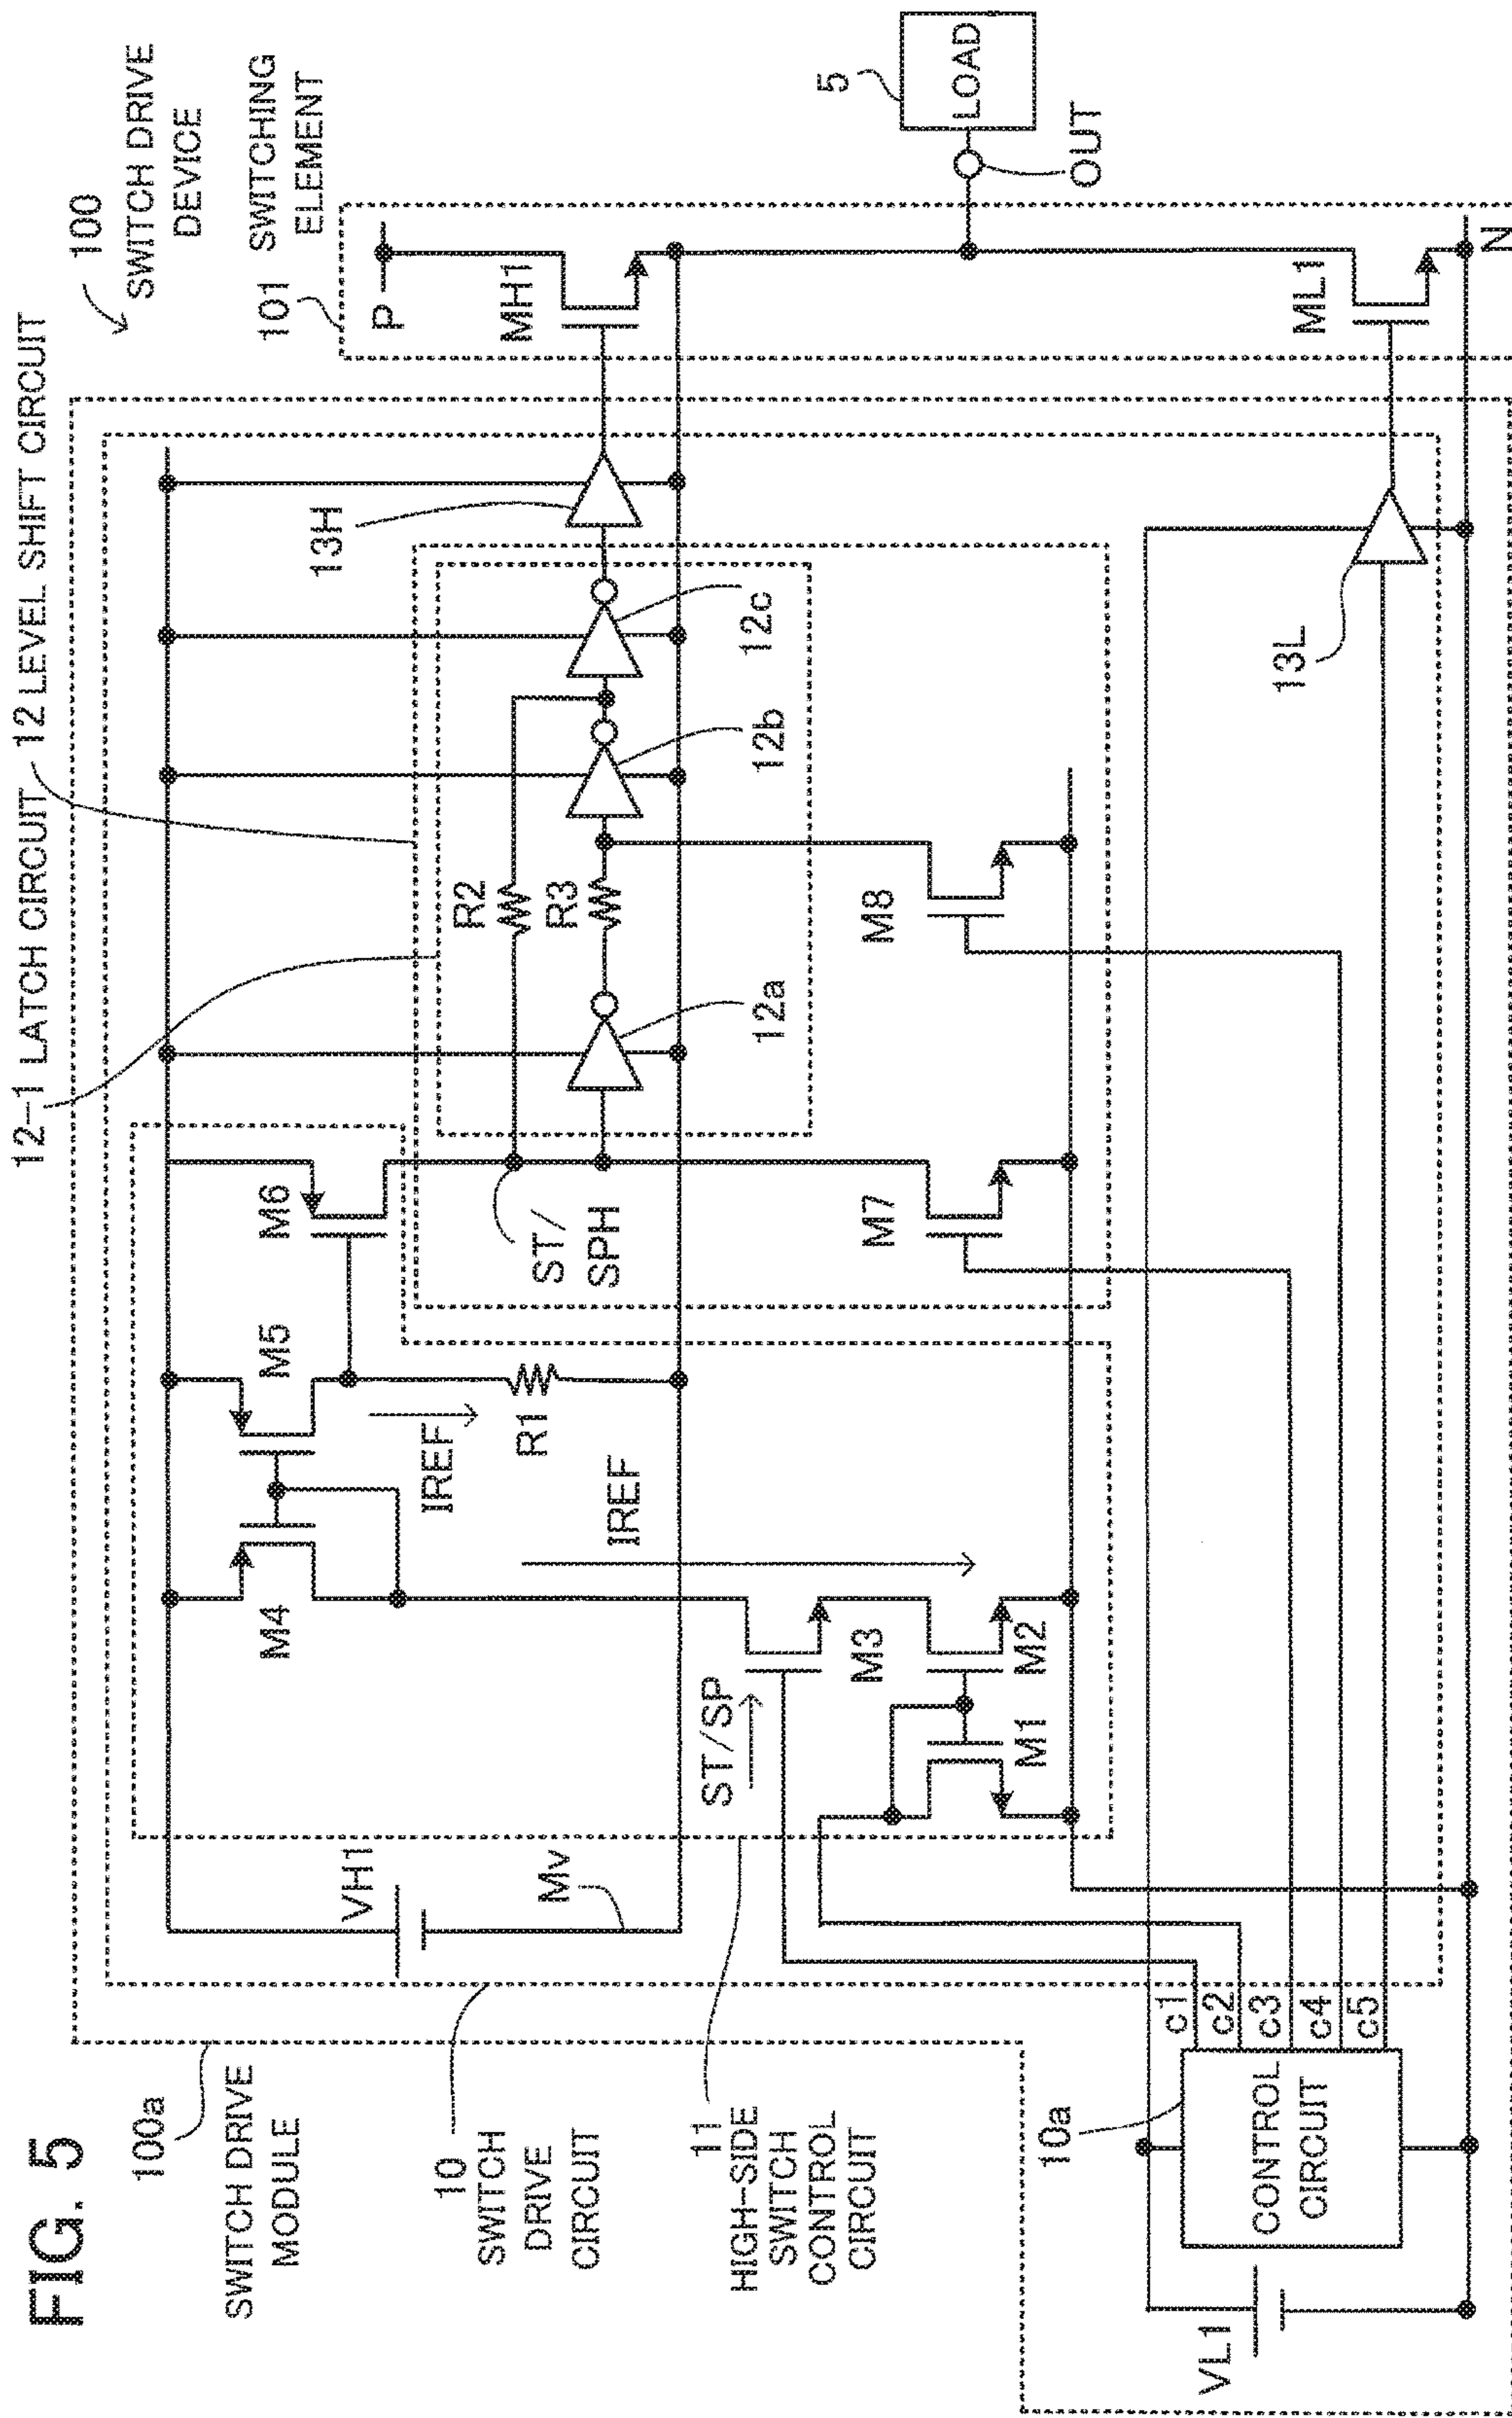 FIG. 5
100
SWITCH DRIVE
DEVICE
12-1 LATCH CIRCUIT
12 LEVEL SHIFT CIRCUIT
100a
SWITCH DRIVE
MODULE
10
SWITCH
DRIVE
CIRCUIT
11
HIGH-SIDE
SWITCH
CONTROL
CIRCUIT
101
SWITCHING
ELEMENT
VH1
Mv
M4
M5
M6
IREF
R1
IREF
ST/SP
M3
M1
M2
ST/
SPH
R2
R3
12a
12b
12c
13H
M7
M8
P
MH1
5
LOAD
OUT
ML1
N
13L
VL1
10a
CONTROL
CIRCUIT
c1
c2
c3
c4
c5